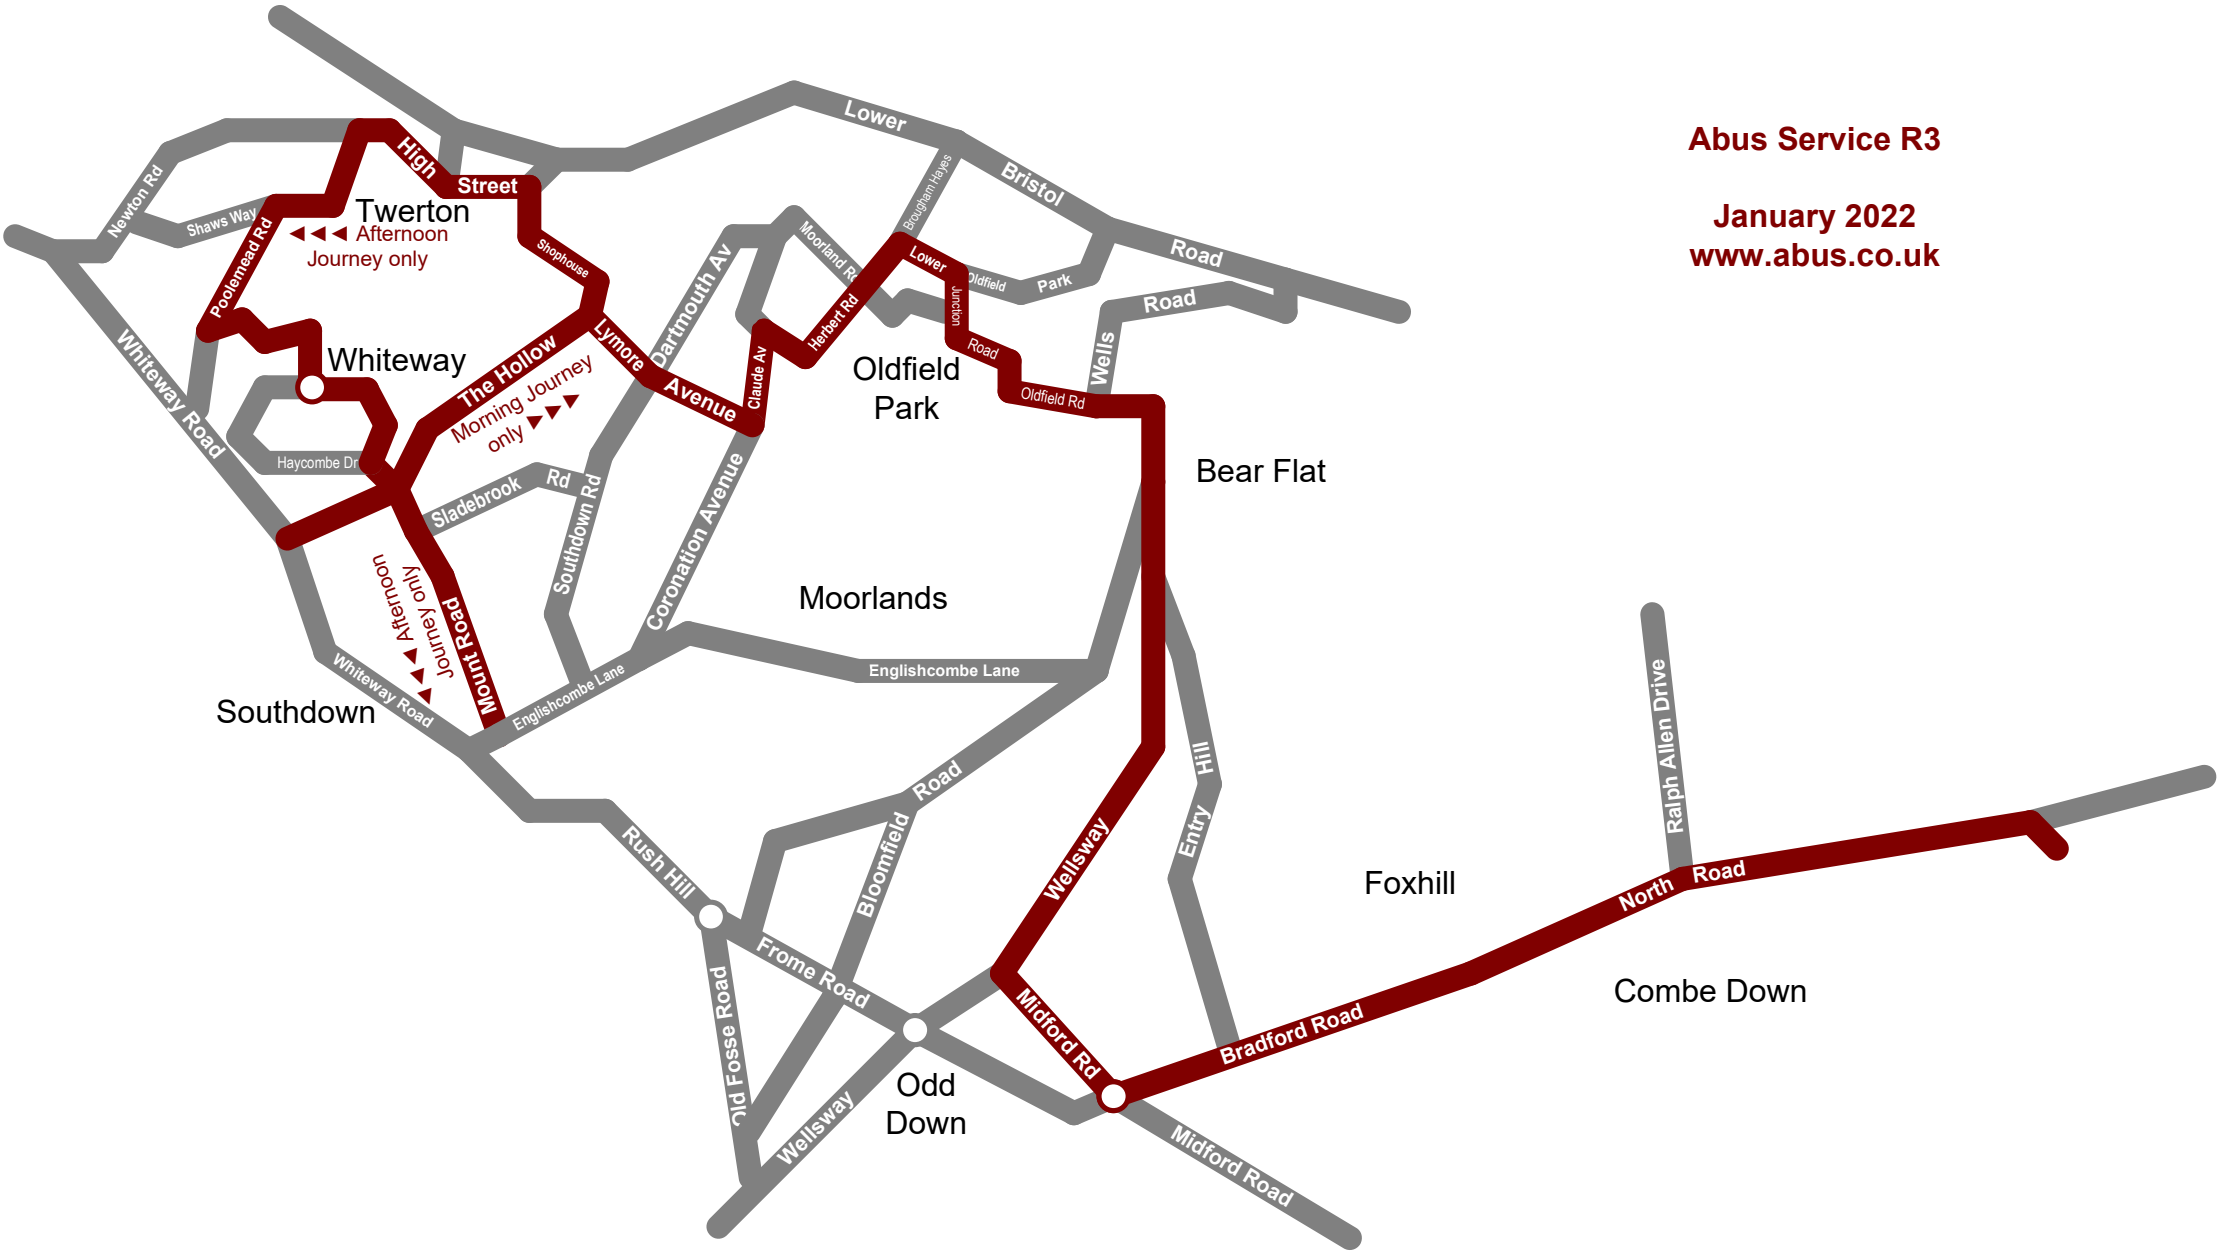 Abus Service R3
January 2022
www.abus.co.uk
Lower
Bristol
Road
Brougham Hayes
High
Street
Newton Rd
Shaws Way
Twerton
Afternoon
Journey only
Poolemead Rd
Shophouse
Moorland Rd
Lower
Oldfield
Park
Junction
Road
Oldfield Rd
Wells
Road
Dartmouth Av
Herbert Rd
Claude Av
Lymore
Avenue
Whiteway
The Hollow
Morning Journey
only
Oldfield
Park
Whiteway Road
Haycombe Dr
Sladebrook
Rd
Southdown Rd
Coronation Avenue
Bear Flat
Afternoon
Journey only
Mount Road
Moorlands
Whiteway Road
Southdown
Englishcombe Lane
Englishcombe Lane
Rush Hill
Bloomfield
Road
Wellsway
Entry
Hill
Foxhill
Ralph Allen Drive
North
Road
Combe Down
Frome Road
Old Fosse Road
Midford Rd
Bradford Road
Odd
Down
Wellsway
Midford Road